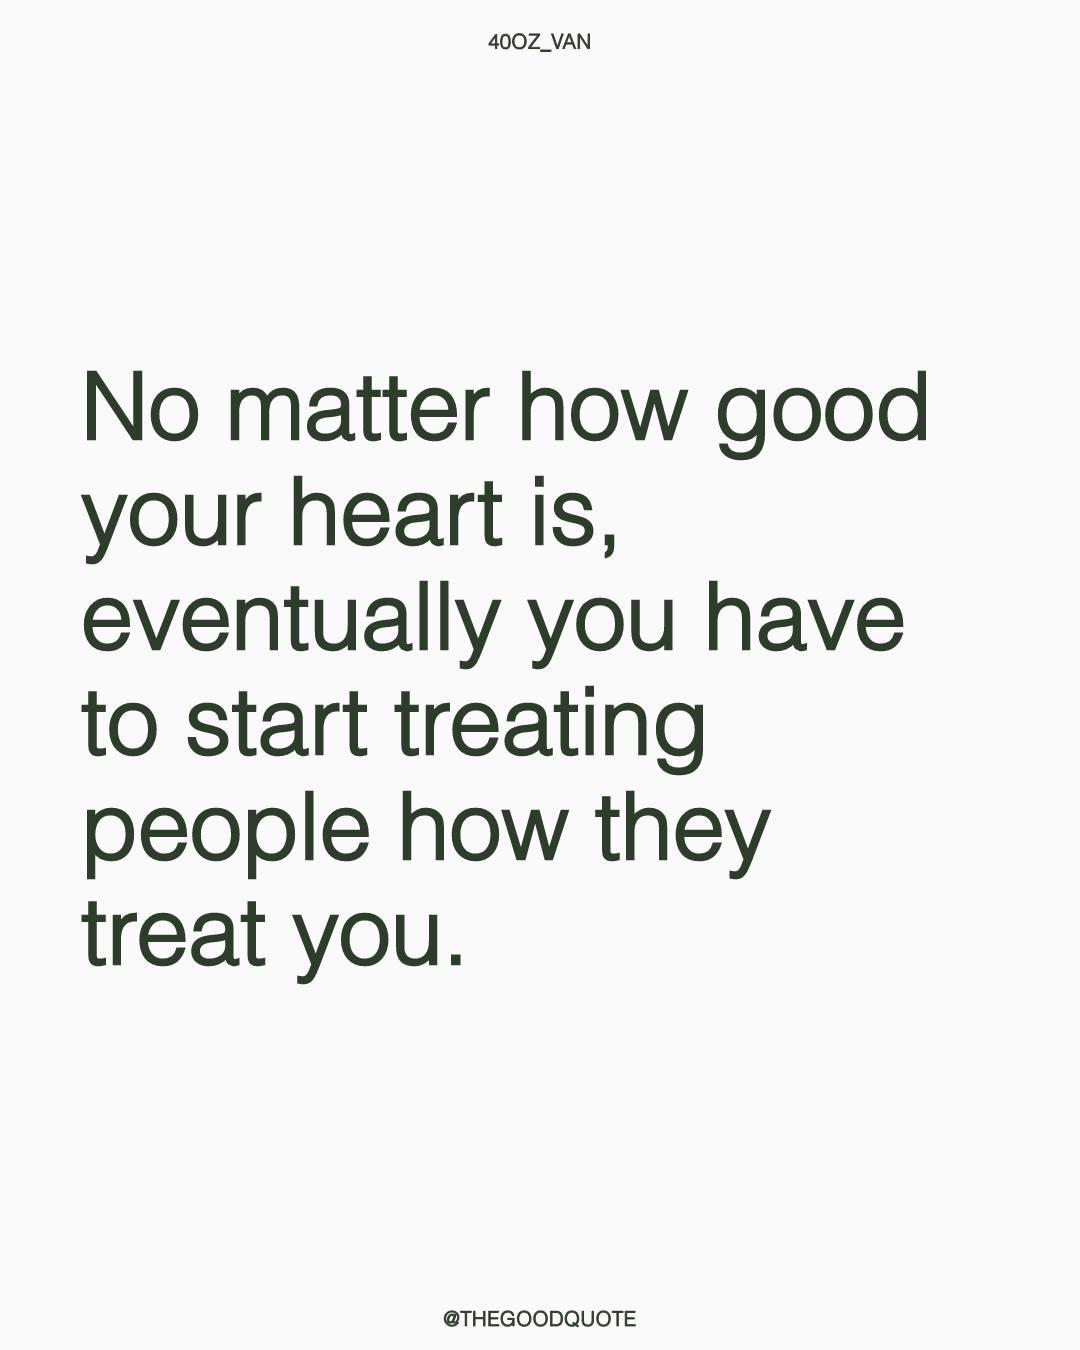 40OZ_VAN
No matter how good
your heart is,
eventually you have
to start treating
people how they
treat you.
@THEGOODQUOTE